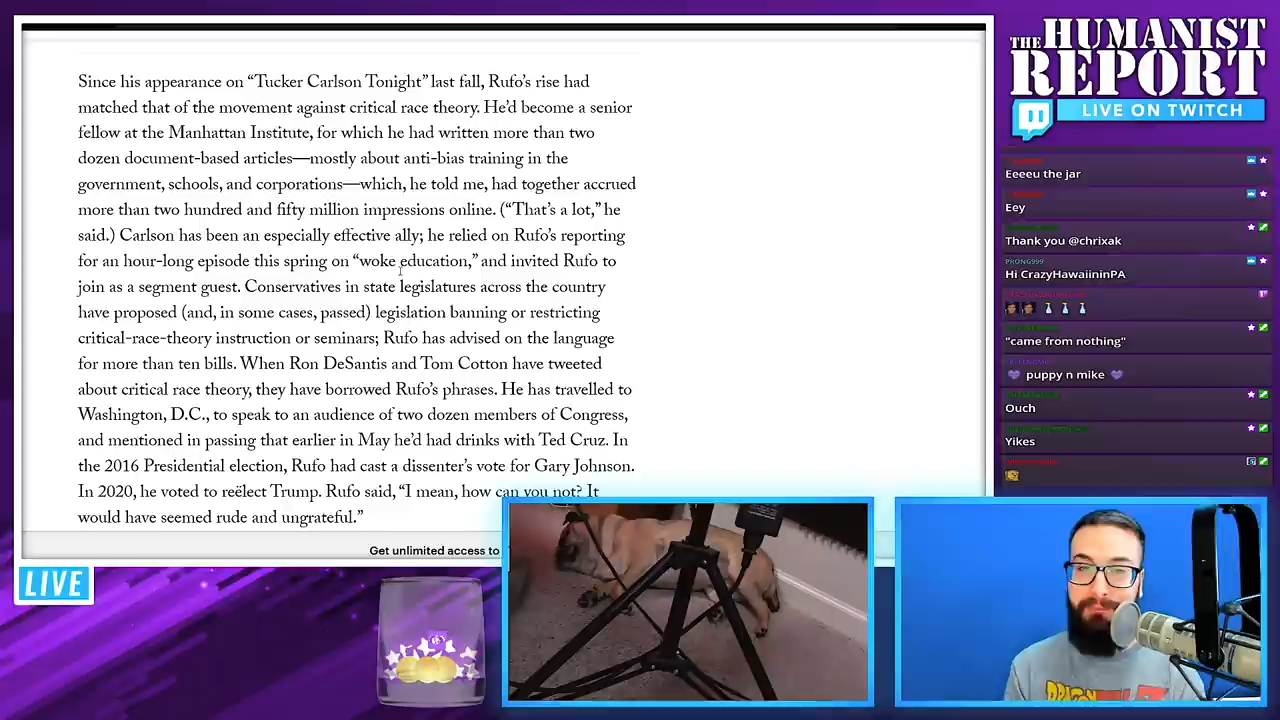 Since his appearance on “Tucker Carlson Tonight” last fall, Rufo’s rise had
matched that of the movement against critical race theory. He’d become a senior
fellow at the Manhattan Institute, for which he had written more than two
dozen document-based articles—mostly about anti-bias training in the
government, schools, and corporations—which, he told me, had together accrued
more than two hundred and fifty million impressions online. (“That’s a lot,” he
said.) Carlson has been an especially effective ally; he relied on Rufo’s reporting
for an hour-long episode this spring on “woke education,” and invited Rufo to
join as a segment guest. Conservatives in state legislatures across the country
have proposed (and, in some cases, passed) legislation banning or restricting
critical-race-theory instruction or seminars; Rufo has advised on the language
for more than ten bills. When Ron DeSantis and Tom Cotton have tweeted
about critical race theory, they have borrowed Rufo’s phrases. He has travelled to
Washington, D.C., to speak to an audience of two dozen members of Congress,
and mentioned in passing that earlier in May he’d had drinks with Ted Cruz. In
the 2016 Presidential election, Rufo had cast a dissenter’s vote for Gary Johnson.
In 2020, he voted to reëlect Trump. Rufo said, “I mean, how can you not? It
would have seemed rude and ungrateful.”
Get unlimited access to
LIVE
THE HUMANIST
REPORT
LIVE ON TWITCH
Eeeeu the jar
Eey
Thank you @chrixak
PRONG999
Hi CrazyHawaiininPA
"came from nothing"
puppy n mike
Ouch
Yikes